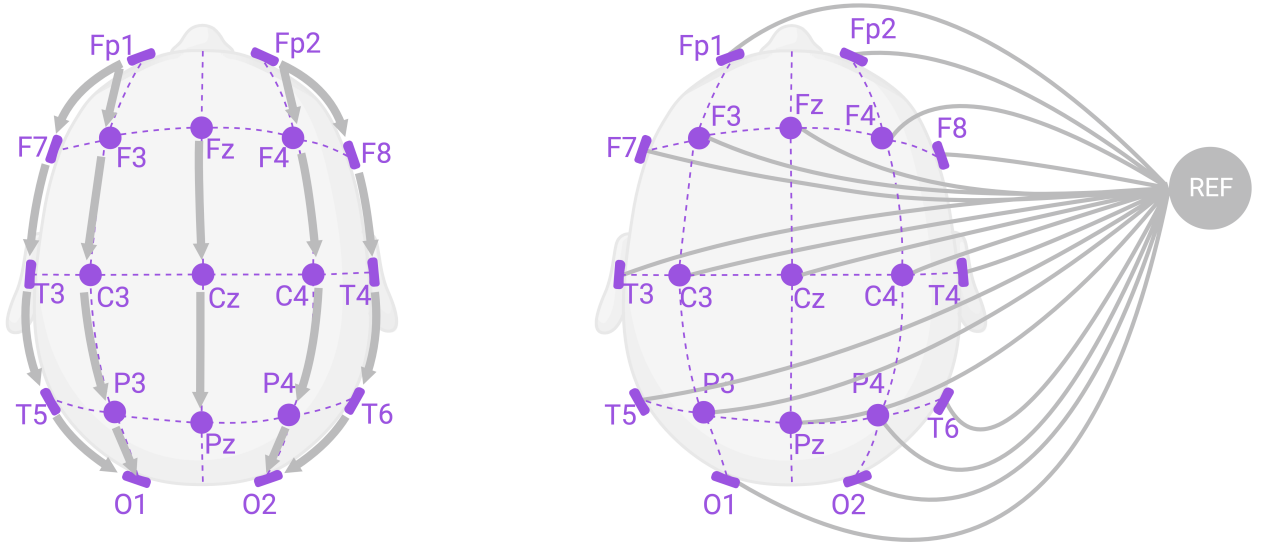 Fp1 Fp2
F7 F3 Fz F4 F8
T3 C3 Cz C4 T4
P3 P4
T5 Pz T6
O1 O2
Fp1 Fp2
F3 Fz F4 F8
F7
REF
T3 C3 Cz C4 T4
P3 P4
T5 Pz T6
O1 O2